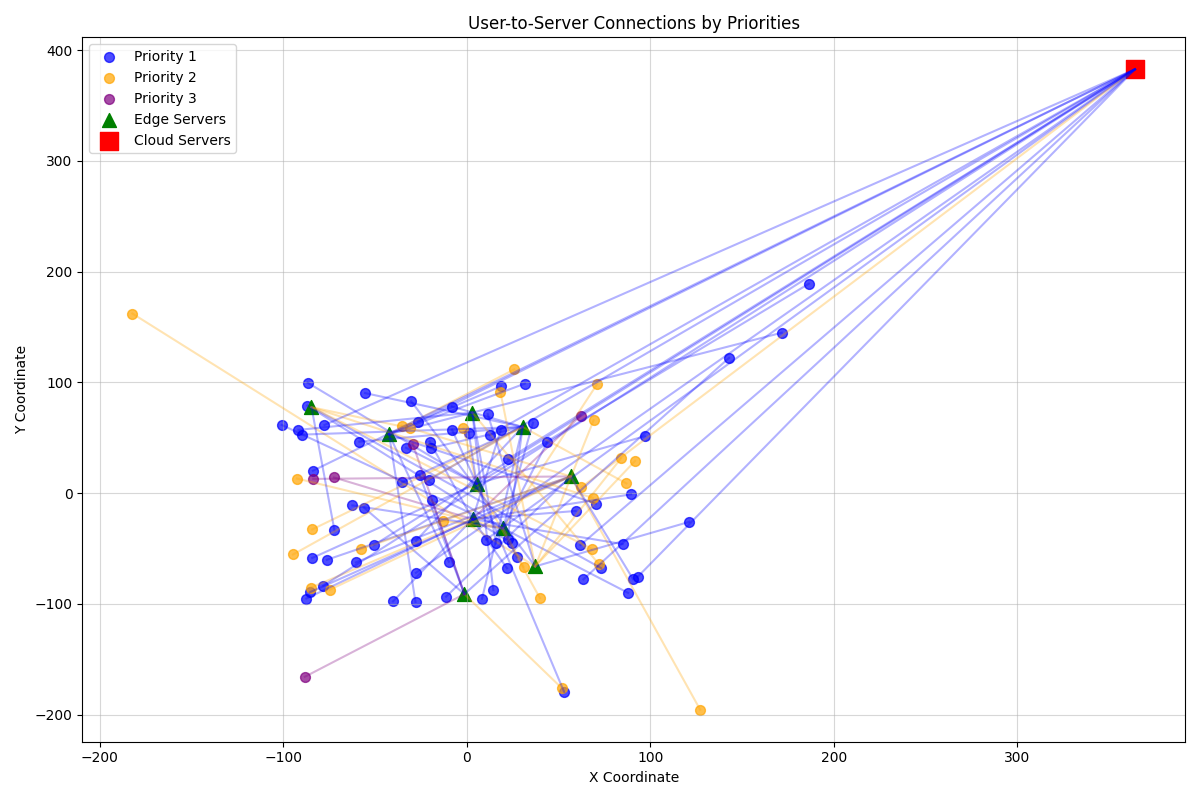 User-to-Server Connections by Priorities
Priority 1
Priority 2
Priority 3
Edge Servers
Cloud Servers
Y Coordinate
400
300
200
100
0
−100
−200
−200
−100
0
100
200
300
X Coordinate